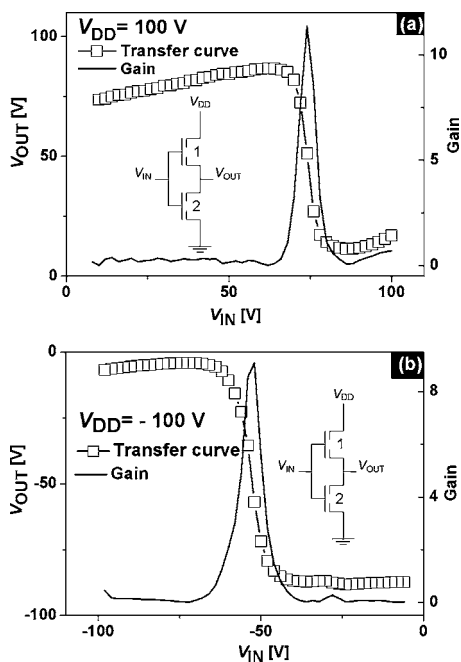 (a)
V_DD = 100 V
Transfer curve
Gain
100
50
0
V_OUT [V]
10
5
0
Gain
V_DD
1
V_IN
V_OUT
2
0
50
100
V_IN [V]
(b)
0
-50
-100
V_OUT [V]
V_DD = - 100 V
Transfer curve
Gain
V_DD
1
V_IN
V_OUT
2
8
4
0
Gain
-100
-50
0
V_IN [V]